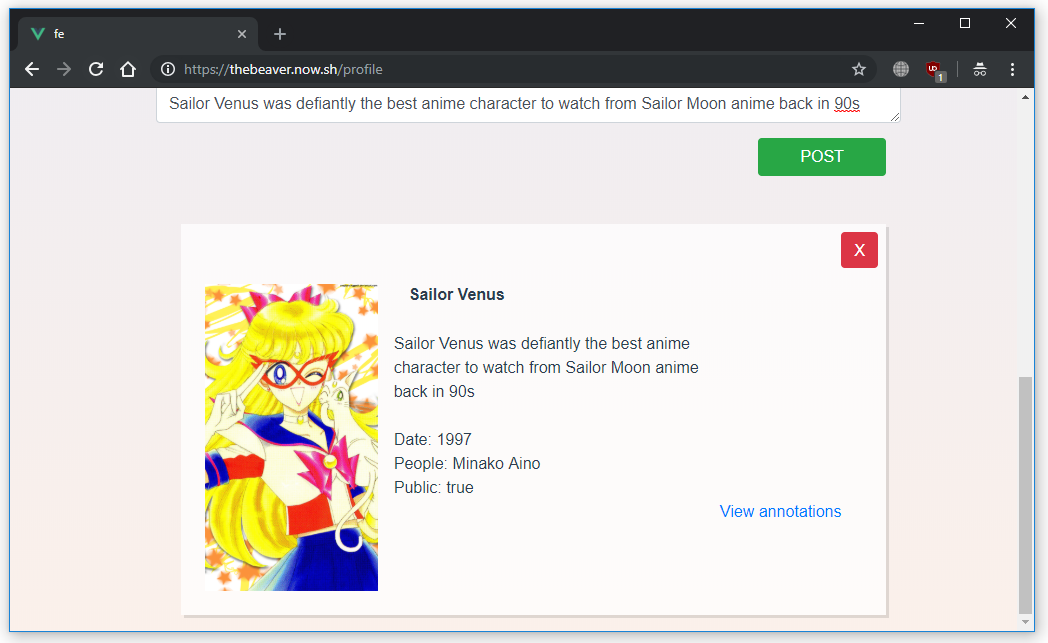 fe
https://thebeaver.now.sh/profile
UD
1
Sailor Venus was defiantly the best anime character to watch from Sailor Moon anime back in 90s
POST
X
Sailor Venus
Sailor Venus was defiantly the best anime
character to watch from Sailor Moon anime
back in 90s
Date: 1997
People: Minako Aino
Public: true
View annotations